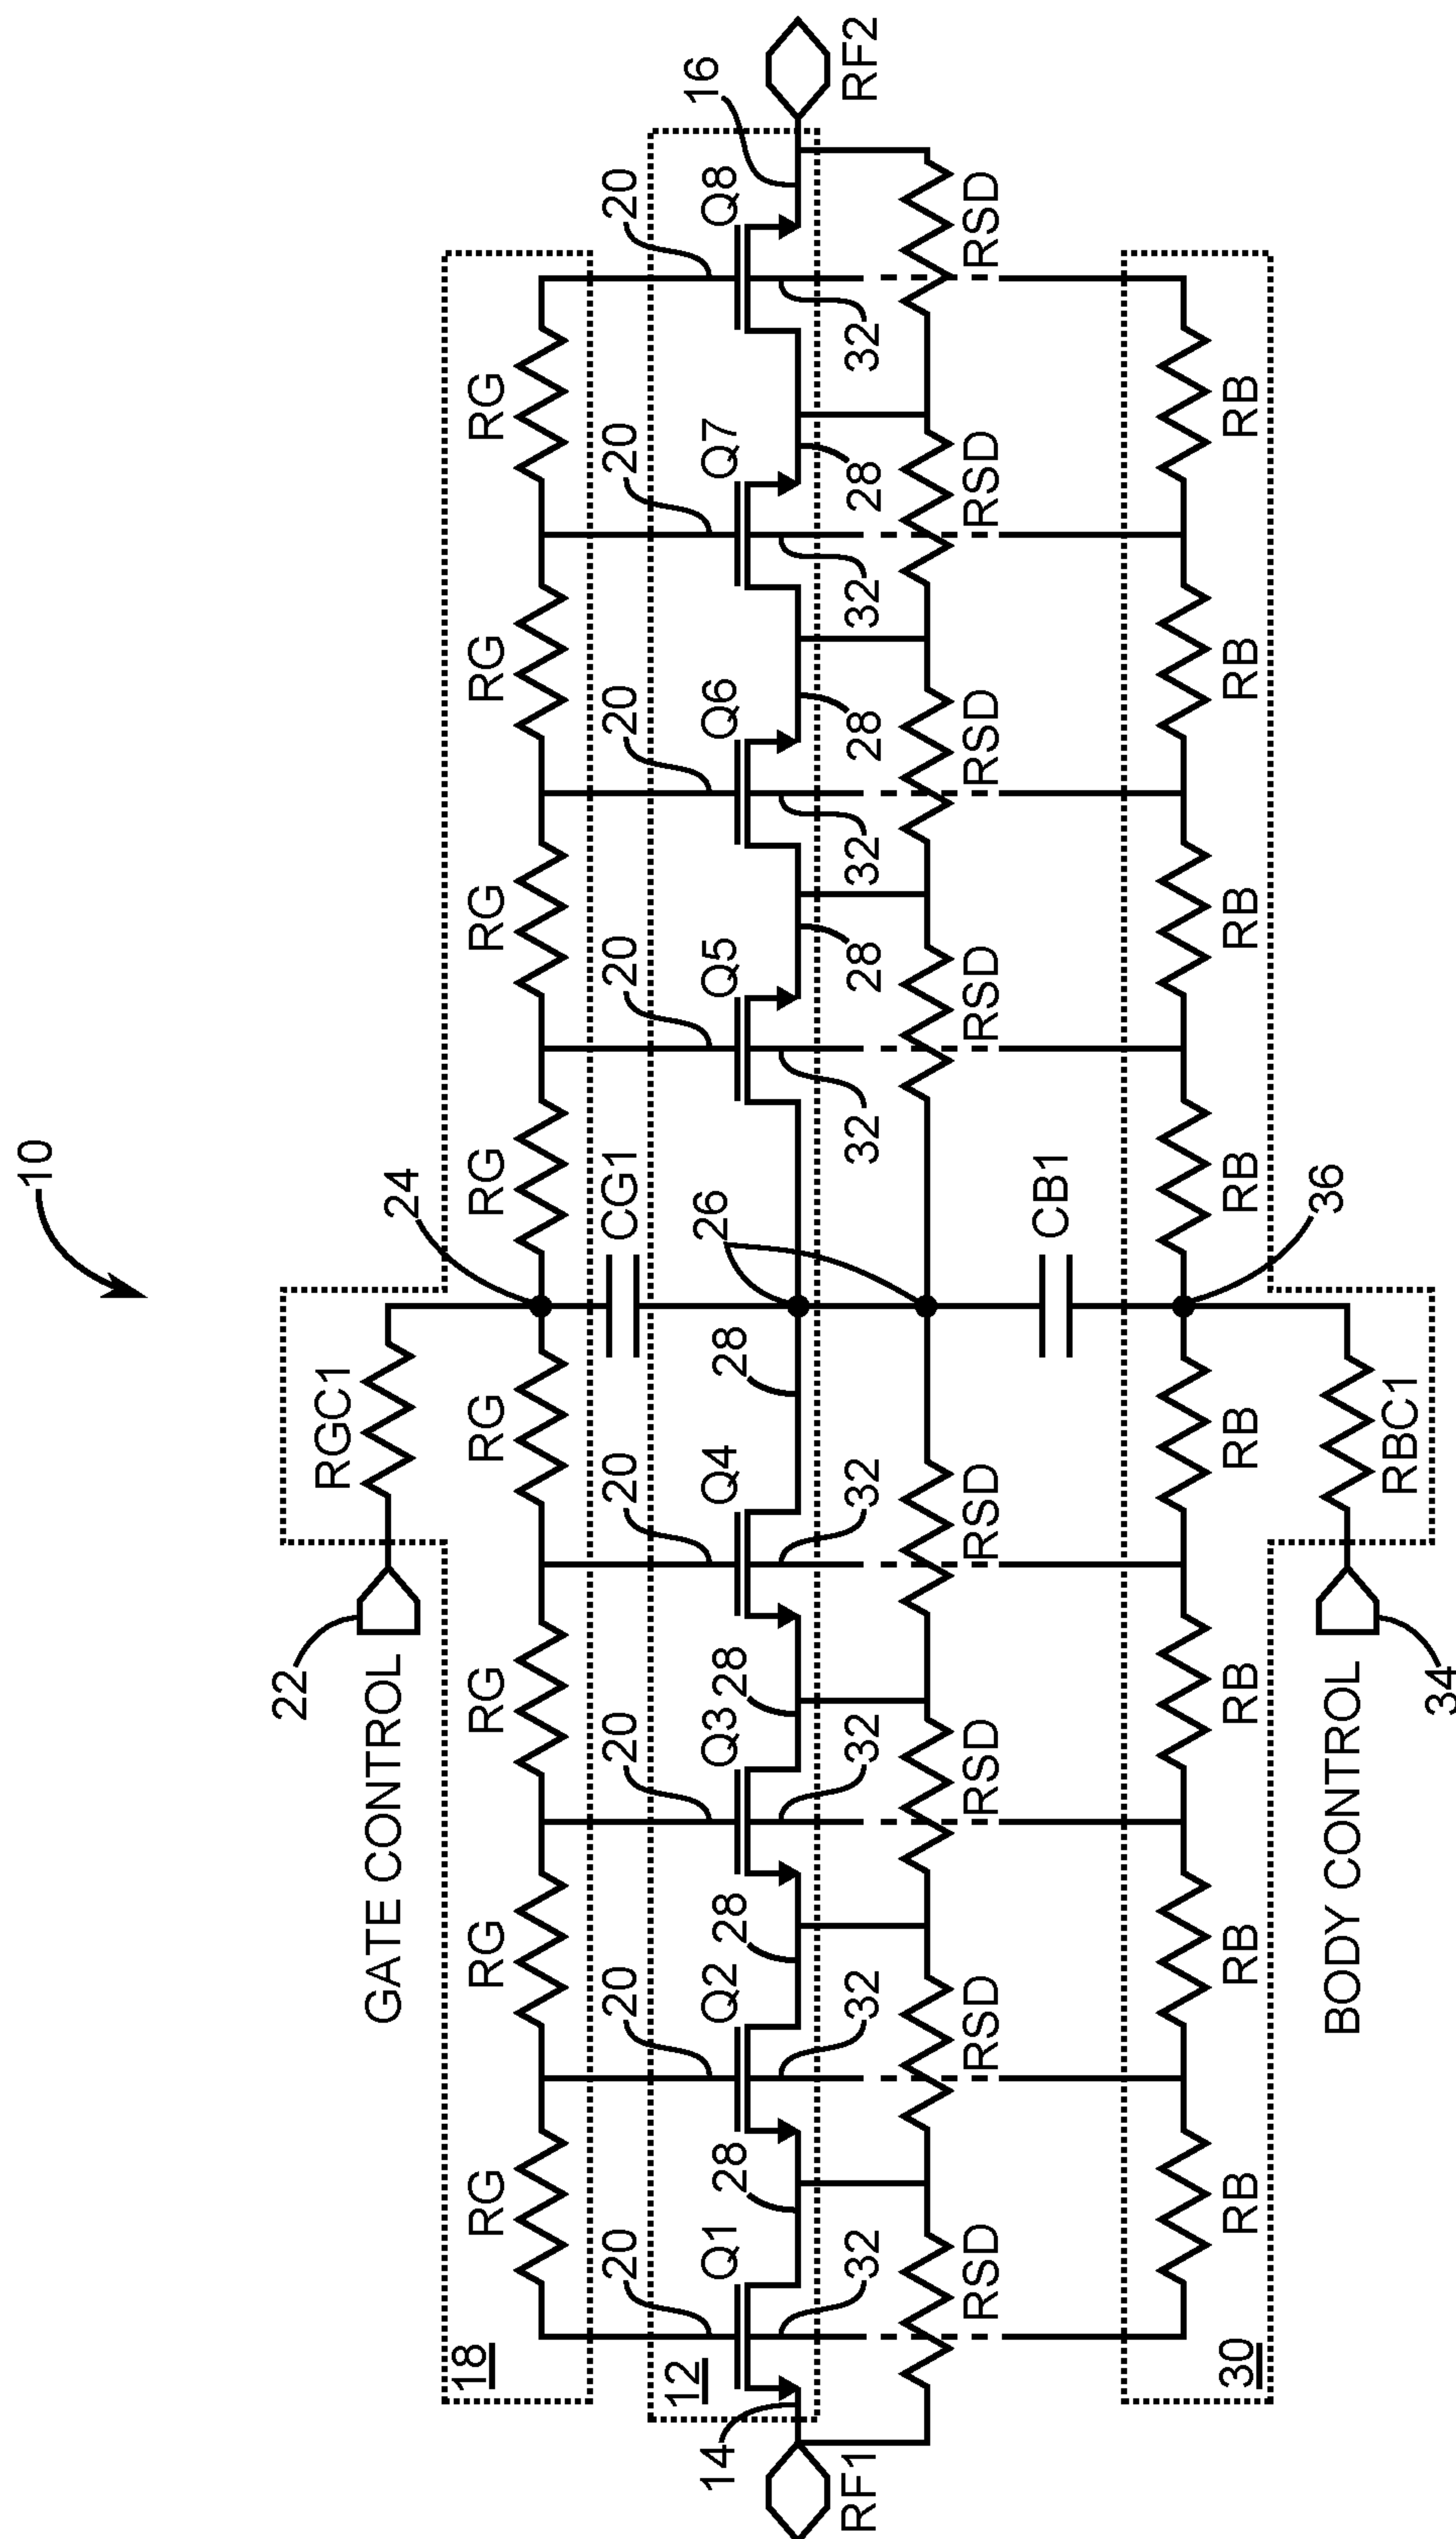 10
22
RGC1
GATE CONTROL
24
18
RG
RG
RG
RG
RG
RG
RG
RG
20
20
20
20
CG1
20
20
20
20
12
14
Q1
Q2
Q3
Q4
26
Q5
Q6
Q7
Q8
16
28
28
28
28
RF1
32
32
32
32
32
28
32
28
32
28
32
RF2
RSD
RSD
RSD
RSD
RSD
RSD
RSD
RSD
CB1
30
RB
RB
RB
RB
RB
RB
RB
RB
36
BODY CONTROL
RBC1
34